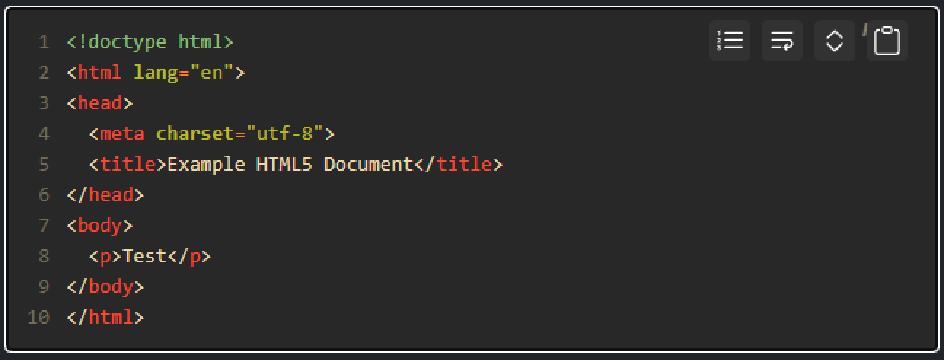 1 <!doctype html>
2 <html lang="en">
3 <head>
4   <meta charset="utf-8">
5   <title>Example HTML5 Document</title>
6 </head>
7 <body>
8   <p>Test</p>
9 </body>
10 </html>